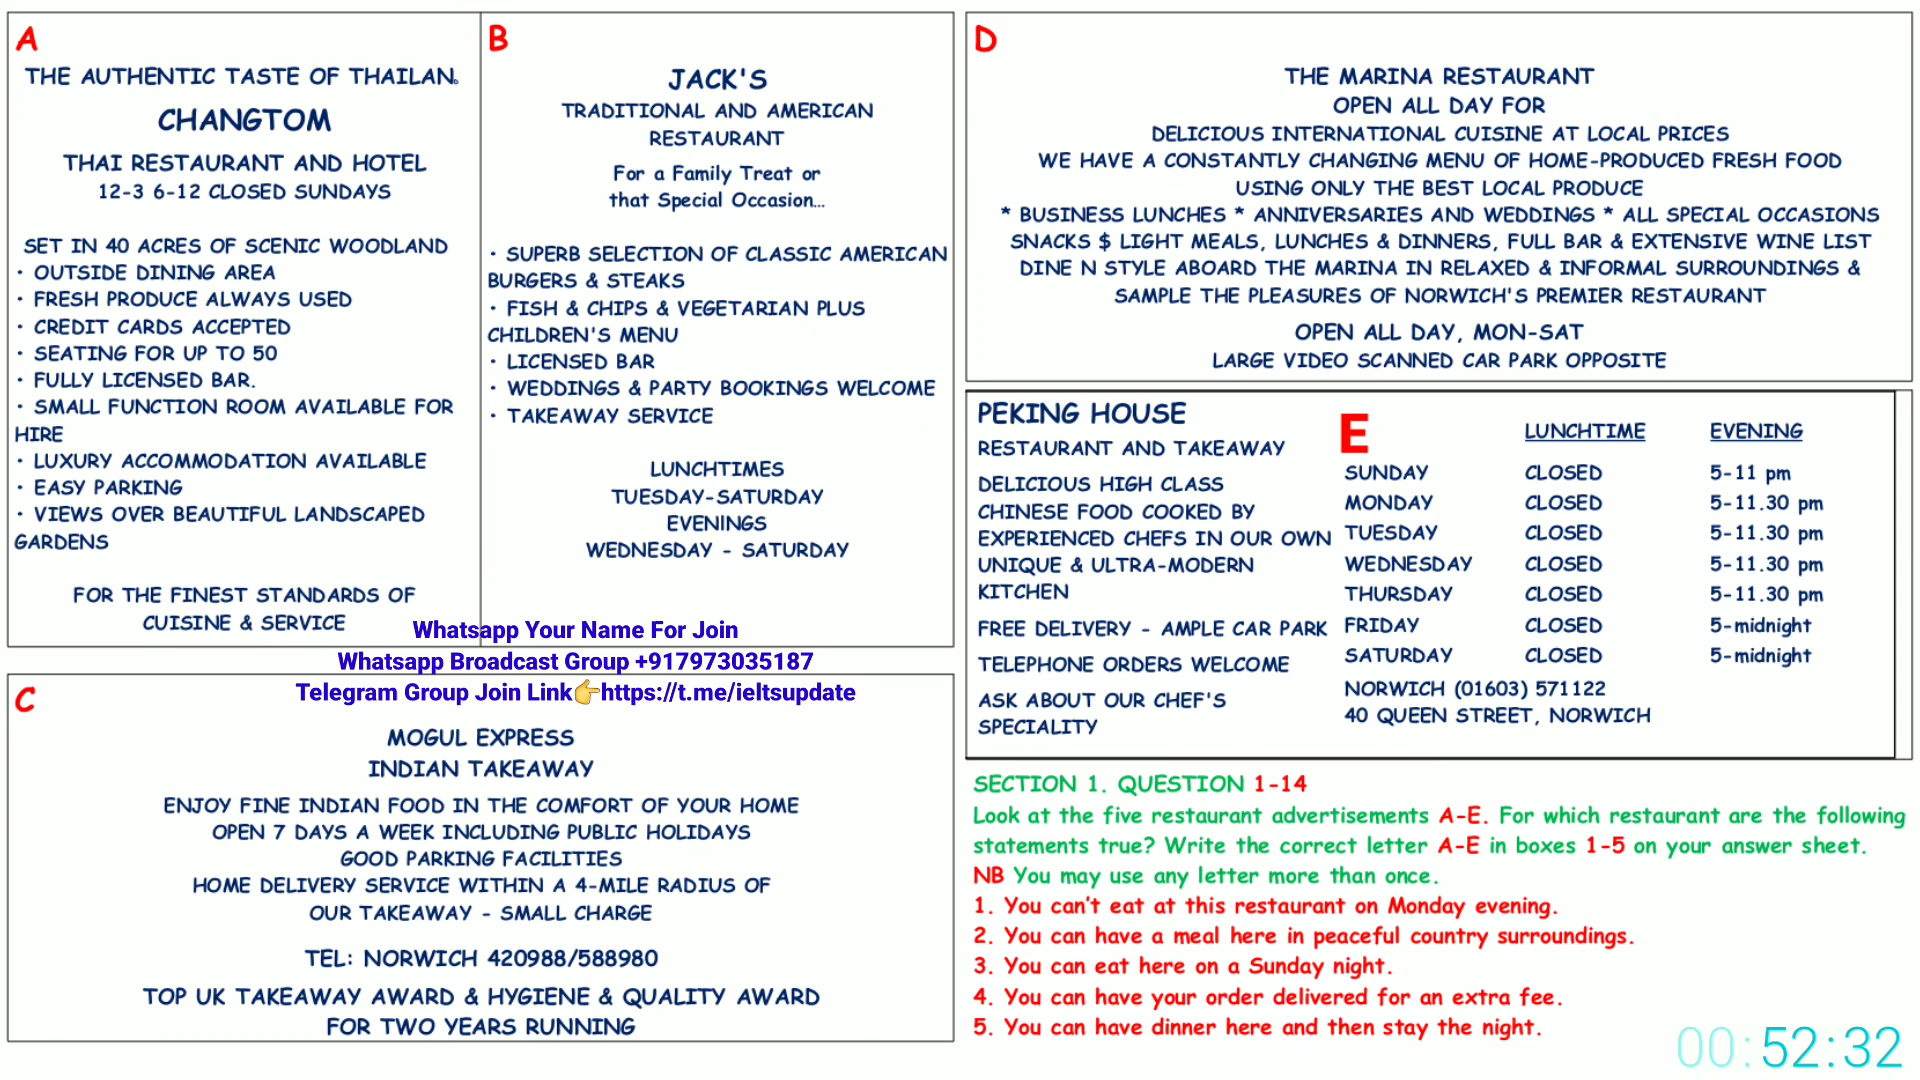 A
THE AUTHENTIC TASTE OF THAILAN
CHANGTOM
THAI RESTAURANT AND HOTEL
12-3 6-12 CLOSED SUNDAYS
SET IN 40 ACRES OF SCENIC WOODLAND
• OUTSIDE DINING AREA
• FRESH PRODUCE ALWAYS USED
• CREDIT CARDS ACCEPTED
• SEATING FOR UP TO 50
• FULLY LICENSED BAR.
• SMALL FUNCTION ROOM AVAILABLE FOR
HIRE
• LUXURY ACCOMMODATION AVAILABLE
• EASY PARKING
• VIEWS OVER BEAUTIFUL LANDSCAPED
GARDENS
FOR THE FINEST STANDARDS OF
CUISINE & SERVICE
B
JACK'S
TRADITIONAL AND AMERICAN
RESTAURANT
For a Family Treat or
that Special Occasion...
• SUPERB SELECTION OF CLASSIC AMERICAN
BURGERS & STEAKS
• FISH & CHIPS & VEGETARIAN PLUS
CHILDREN'S MENU
• LICENSED BAR
• WEDDINGS & PARTY BOOKINGS WELCOME
• TAKEAWAY SERVICE
LUNCHTIMES
TUESDAY-SATURDAY
EVENINGS
WEDNESDAY - SATURDAY
Whatsapp Your Name For Join
Whatsapp Broadcast Group +917973035187
Telegram Group Join Link👉https://t.me/ieltsupdate
C
MOGUL EXPRESS
INDIAN TAKEAWAY
ENJOY FINE INDIAN FOOD IN THE COMFORT OF YOUR HOME
OPEN 7 DAYS A WEEK INCLUDING PUBLIC HOLIDAYS
GOOD PARKING FACILITIES
HOME DELIVERY SERVICE WITHIN A 4-MILE RADIUS OF
OUR TAKEAWAY - SMALL CHARGE
TEL: NORWICH 420988/588980
TOP UK TAKEAWAY AWARD & HYGIENE & QUALITY AWARD
FOR TWO YEARS RUNNING
D
THE MARINA RESTAURANT
OPEN ALL DAY FOR
DELICIOUS INTERNATIONAL CUISINE AT LOCAL PRICES
WE HAVE A CONSTANTLY CHANGING MENU OF HOME-PRODUCED FRESH FOOD
USING ONLY THE BEST LOCAL PRODUCE
* BUSINESS LUNCHES * ANNIVERSARIES AND WEDDINGS * ALL SPECIAL OCCASIONS
SNACKS $ LIGHT MEALS, LUNCHES & DINNERS, FULL BAR & EXTENSIVE WINE LIST
DINE N STYLE ABOARD THE MARINA IN RELAXED & INFORMAL SURROUNDINGS &
SAMPLE THE PLEASURES OF NORWICH'S PREMIER RESTAURANT
OPEN ALL DAY, MON-SAT
LARGE VIDEO SCANNED CAR PARK OPPOSITE
PEKING HOUSE
RESTAURANT AND TAKEAWAY
DELICIOUS HIGH CLASS
CHINESE FOOD COOKED BY
EXPERIENCED CHEFS IN OUR OWN
UNIQUE & ULTRA-MODERN
KITCHEN
FREE DELIVERY - AMPLE CAR PARK
TELEPHONE ORDERS WELCOME
ASK ABOUT OUR CHEF'S
SPECIALITY
E
LUNCHTIME EVENING
SUNDAY CLOSED 5-11 pm
MONDAY CLOSED 5-11.30 pm
TUESDAY CLOSED 5-11.30 pm
WEDNESDAY CLOSED 5-11.30 pm
THURSDAY CLOSED 5-11.30 pm
FRIDAY CLOSED 5-midnight
SATURDAY CLOSED 5-midnight
NORWICH (01603) 571122
40 QUEEN STREET, NORWICH
SECTION 1. QUESTION 1-14
Look at the five restaurant advertisements A-E. For which restaurant are the following
statements true? Write the correct letter A-E in boxes 1-5 on your answer sheet.
NB You may use any letter more than once.
1. You can't eat at this restaurant on Monday evening.
2. You can have a meal here in peaceful country surroundings.
3. You can eat here on a Sunday night.
4. You can have your order delivered for an extra fee.
5. You can have dinner here and then stay the night.
00:52:32